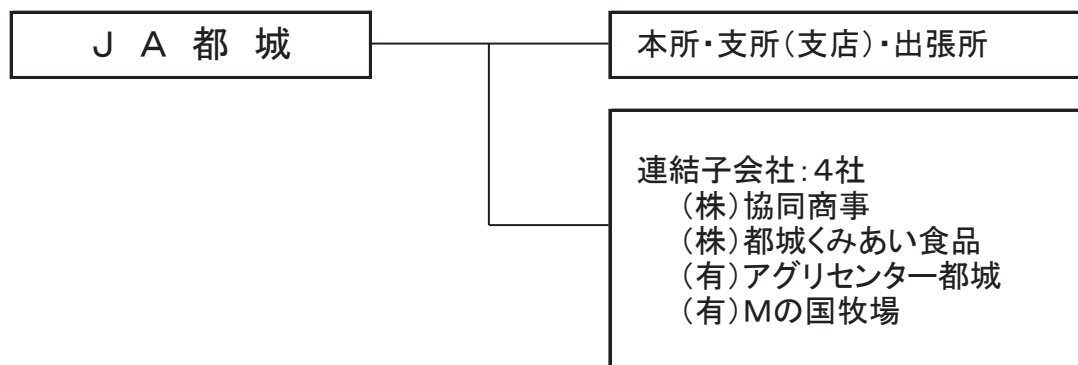 ＪＡ都城
本所・支所（支店）・出張所
連結子会社：４社
（株）協同商事
（株）都城くみあい食品
（有）アグリセンター都城
（有）Ｍの国牧場